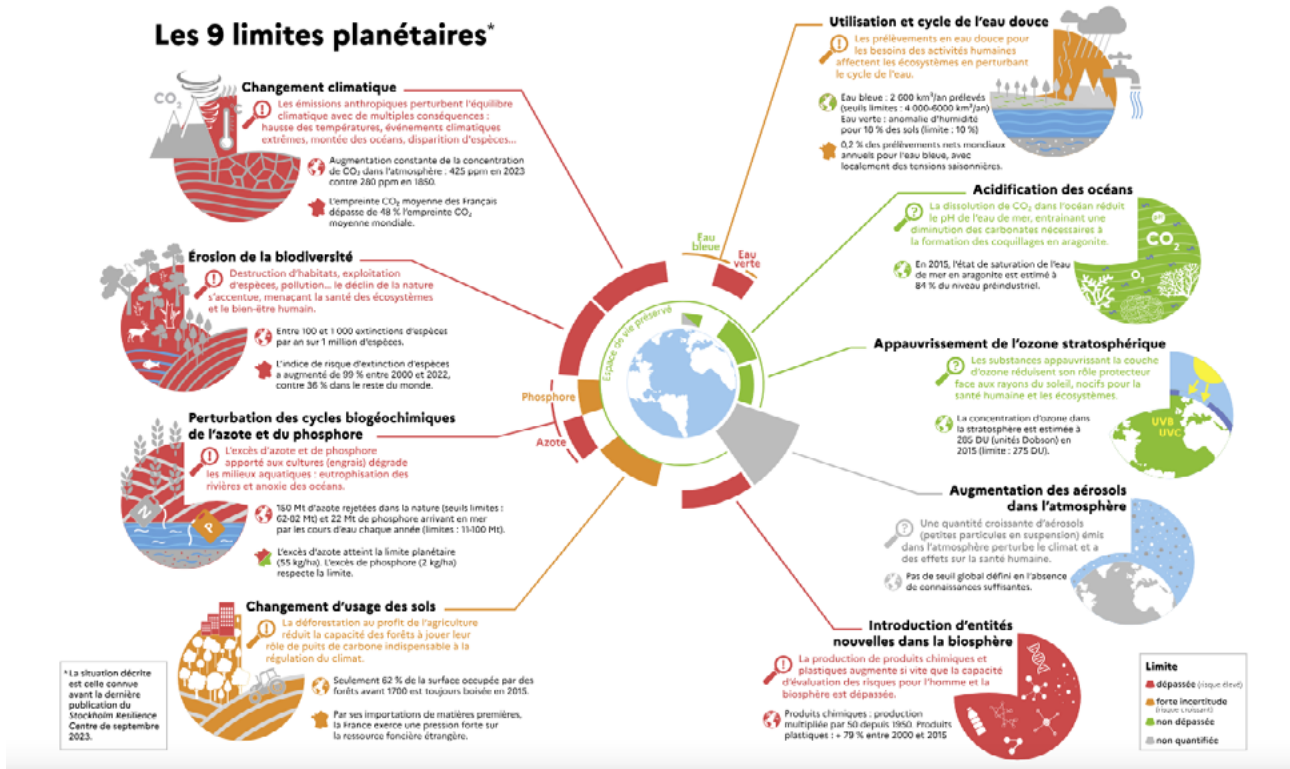 Les 9 limites planétaires*
Changement climatique
Les émissions anthropiques perturbent l'équilibre
climatique avec de multiples conséquences :
hausse des températures, événements climatiques
extrêmes, montée des océans, disparition d'espèces...
Augmentation constante de la concentration
de CO₂ dans l'atmosphère : 425 ppm en 2023
contre 280 ppm en 1850.
L'empreinte CO₂ moyenne des Français
dépasse de 48 % l'empreinte CO₂
moyenne mondiale.
CO₂
Érosion de la biodiversité
Destruction d'habitats, exploitation
d'espèces, pollution... le déclin de la nature
s'accentue, menaçant la santé des écosystèmes
et le bien-être humain.
Entre 100 et 1 000 extinctions d'espèces
par an sur 1 million d'espèces.
L'indice de risque d'extinction d'espèces
a augmenté de 99 % entre 2000 et 2022,
contre 36 % dans le reste du monde.
Perturbation des cycles biogéochimiques
de l'azote et du phosphore
L'excès d'azote et de phosphore
apporté aux cultures (engrais) dégrade
les milieux aquatiques : eutrophisation des
rivières et anoxie des océans.
N
P
150 Mt d'azote rejetées dans la nature (seuils limites :
62-82 Mt) et 22 Mt de phosphore arrivant en mer
par les cours d'eau chaque année (limites : 11-100 Mt).
L'excès d'azote atteint la limite planétaire
(55 kg/ha). L'excès de phosphore (2 kg/ha)
respecte la limite.
Changement d'usage des sols
La déforestation au profit de l'agriculture
réduit la capacité des forêts à jouer leur
rôle de puits de carbone indispensable à la
régulation du climat.
Seulement 62 % de la surface occupée par des
forêts avant 1700 est toujours boisée en 2015.
Par ses importations de matières premières,
la France exerce une pression forte sur
la ressource foncière étrangère.
* La situation décrite
est celle connue
avant la dernière
publication du
Stockholm Resilience
Centre de septembre
2023.
Eau
bleue
Eau
verte
Espace de vie préservé
Phosphore
Azote
Utilisation et cycle de l'eau douce
Les prélèvements en eau douce pour
les besoins des activités humaines
affectent les écosystèmes en perturbant
le cycle de l'eau.
Eau bleue : 2 600 km³/an prélevés
(seuils limites : 4 000-6000 km³/an)
Eau verte : anomalie d'humidité
pour 10 % des sols (limite : 10 %)
0,2 % des prélèvements nets mondiaux
annuels pour l'eau bleue, avec
localement des tensions saisonnières.
Acidification des océans
La dissolution de CO₂ dans l'océan réduit
le pH de l'eau de mer, entrainant une
diminution des carbonates nécessaires à
la formation des coquillages en aragonite.
En 2015, l'état de saturation de l'eau
de mer en aragonite est estimé à
84 % du niveau préindustriel.
pH
CO₂
O₂
Appauvrissement de l'ozone stratosphérique
Les substances appauvrissant la couche
d'ozone réduisent son rôle protecteur
face aux rayons du soleil, nocifs pour la
santé humaine et les écosystèmes.
La concentration d'ozone dans
la stratosphère est estimée à
285 DU (unités Dobson) en
2015 (limite : 275 DU).
UVB
UVC
Augmentation des aérosols
dans l'atmosphère
Une quantité croissante d'aérosols
(petites particules en suspension) émis
dans l'atmosphère perturbe le climat et a
des effets sur la santé humaine.
Pas de seuil global défini en l'absence
de connaissances suffisantes.
Introduction d'entités
nouvelles dans la biosphère
La production de produits chimiques et
plastiques augmente si vite que la capacité
d'évaluation des risques pour l'homme et la
biosphère est dépassée.
Produits chimiques : production
multipliée par 50 depuis 1950. Produits
plastiques : + 79 % entre 2000 et 2015
Limite
dépassée (risque élevé)
forte incertitude
(risque croissant)
non dépassée
non quantifiée